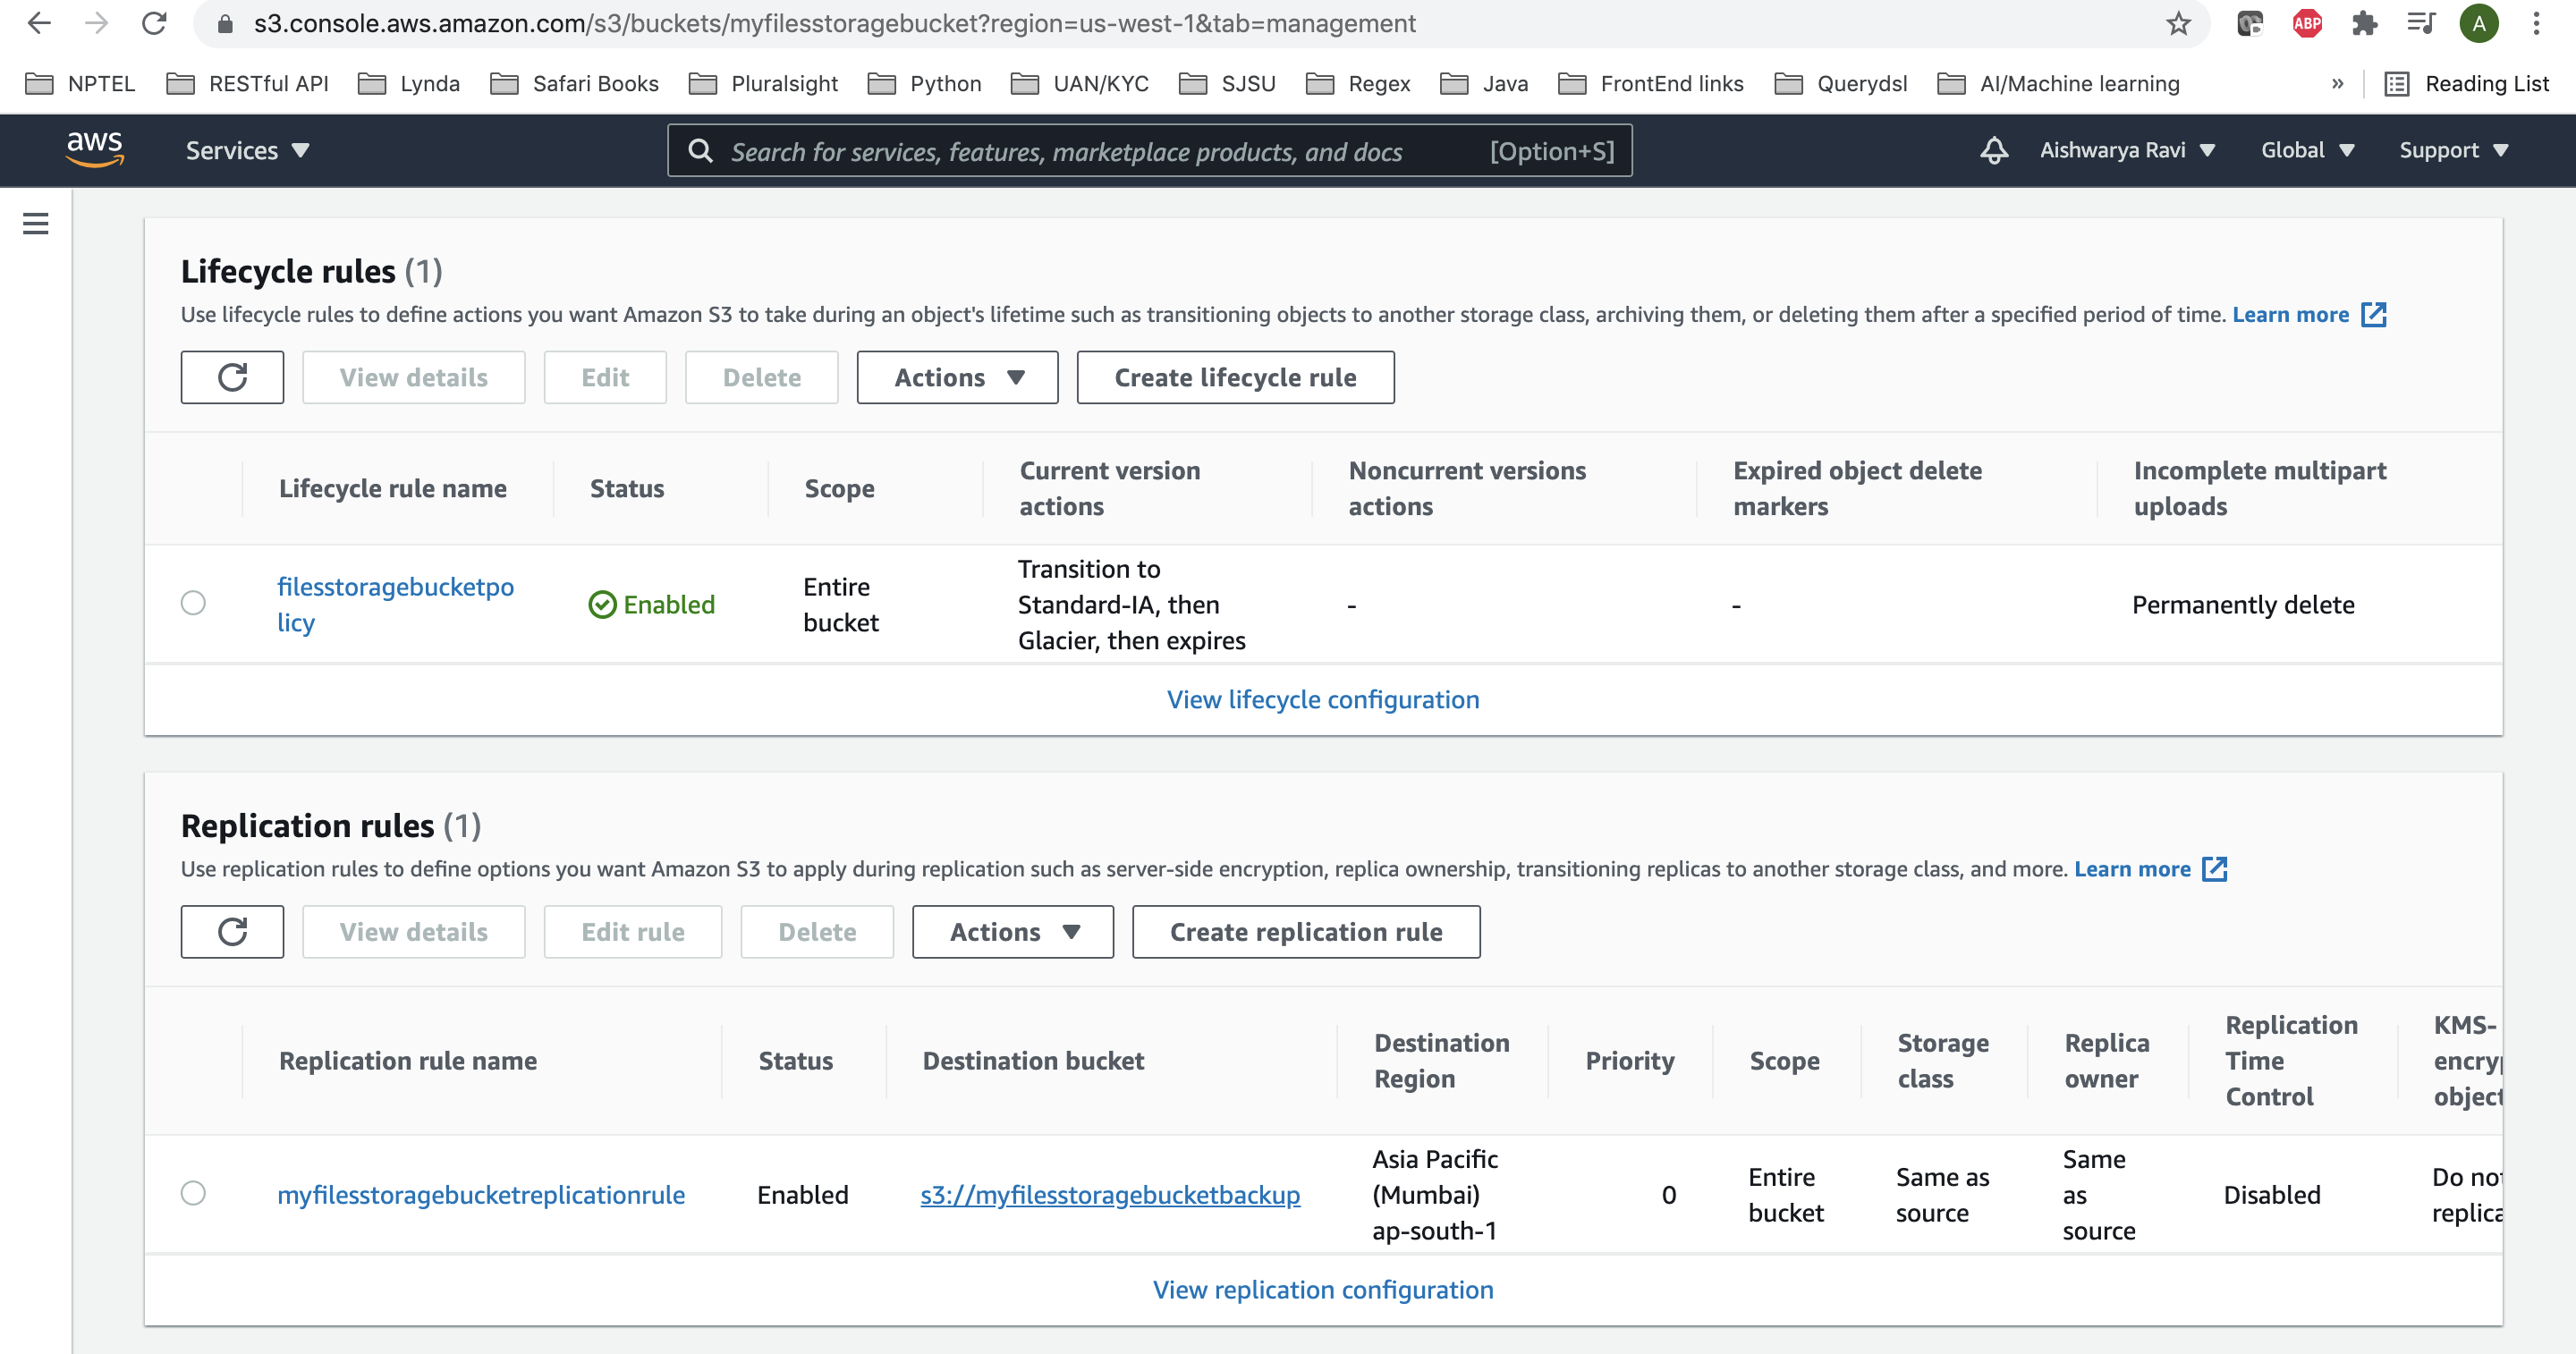 s3.console.aws.amazon.com/s3/buckets/myfilesstoragebucket?region=us-west-1&tab=management
ABP
A
NPTEL RESTful API Lynda Safari Books Pluralsight Python UAN/KYC SJSU Regex Java FrontEnd links Querydsl AI/Machine learning » Reading List
aws Services Search for services, features, marketplace products, and docs [Option+S] Aishwarya Ravi Global Support
Lifecycle rules (1)
Use lifecycle rules to define actions you want Amazon S3 to take during an object's lifetime such as transitioning objects to another storage class, archiving them, or deleting them after a specified period of time. Learn more
View details Edit Delete Actions Create lifecycle rule
Lifecycle rule name Status Scope Current version actions Noncurrent versions actions Expired object delete markers Incomplete multipart uploads
filesstoragebucketpo
licy
Enabled
Entire
bucket
Transition to
Standard-IA, then
Glacier, then expires
-
-
Permanently delete
View lifecycle configuration
Replication rules (1)
Use replication rules to define options you want Amazon S3 to apply during replication such as server-side encryption, replica ownership, transitioning replicas to another storage class, and more. Learn more
View details Edit rule Delete Actions Create replication rule
Replication rule name Status Destination bucket Destination Region Priority Scope Storage class Replica owner Replication Time Control KMS-
encryp
object
myfilesstoragebucketreplicationrule
Enabled
s3://myfilesstoragebucketbackup
Asia Pacific
(Mumbai)
ap-south-1
0
Entire
bucket
Same as
source
Same
as
source
Disabled
Do not
replica
View replication configuration